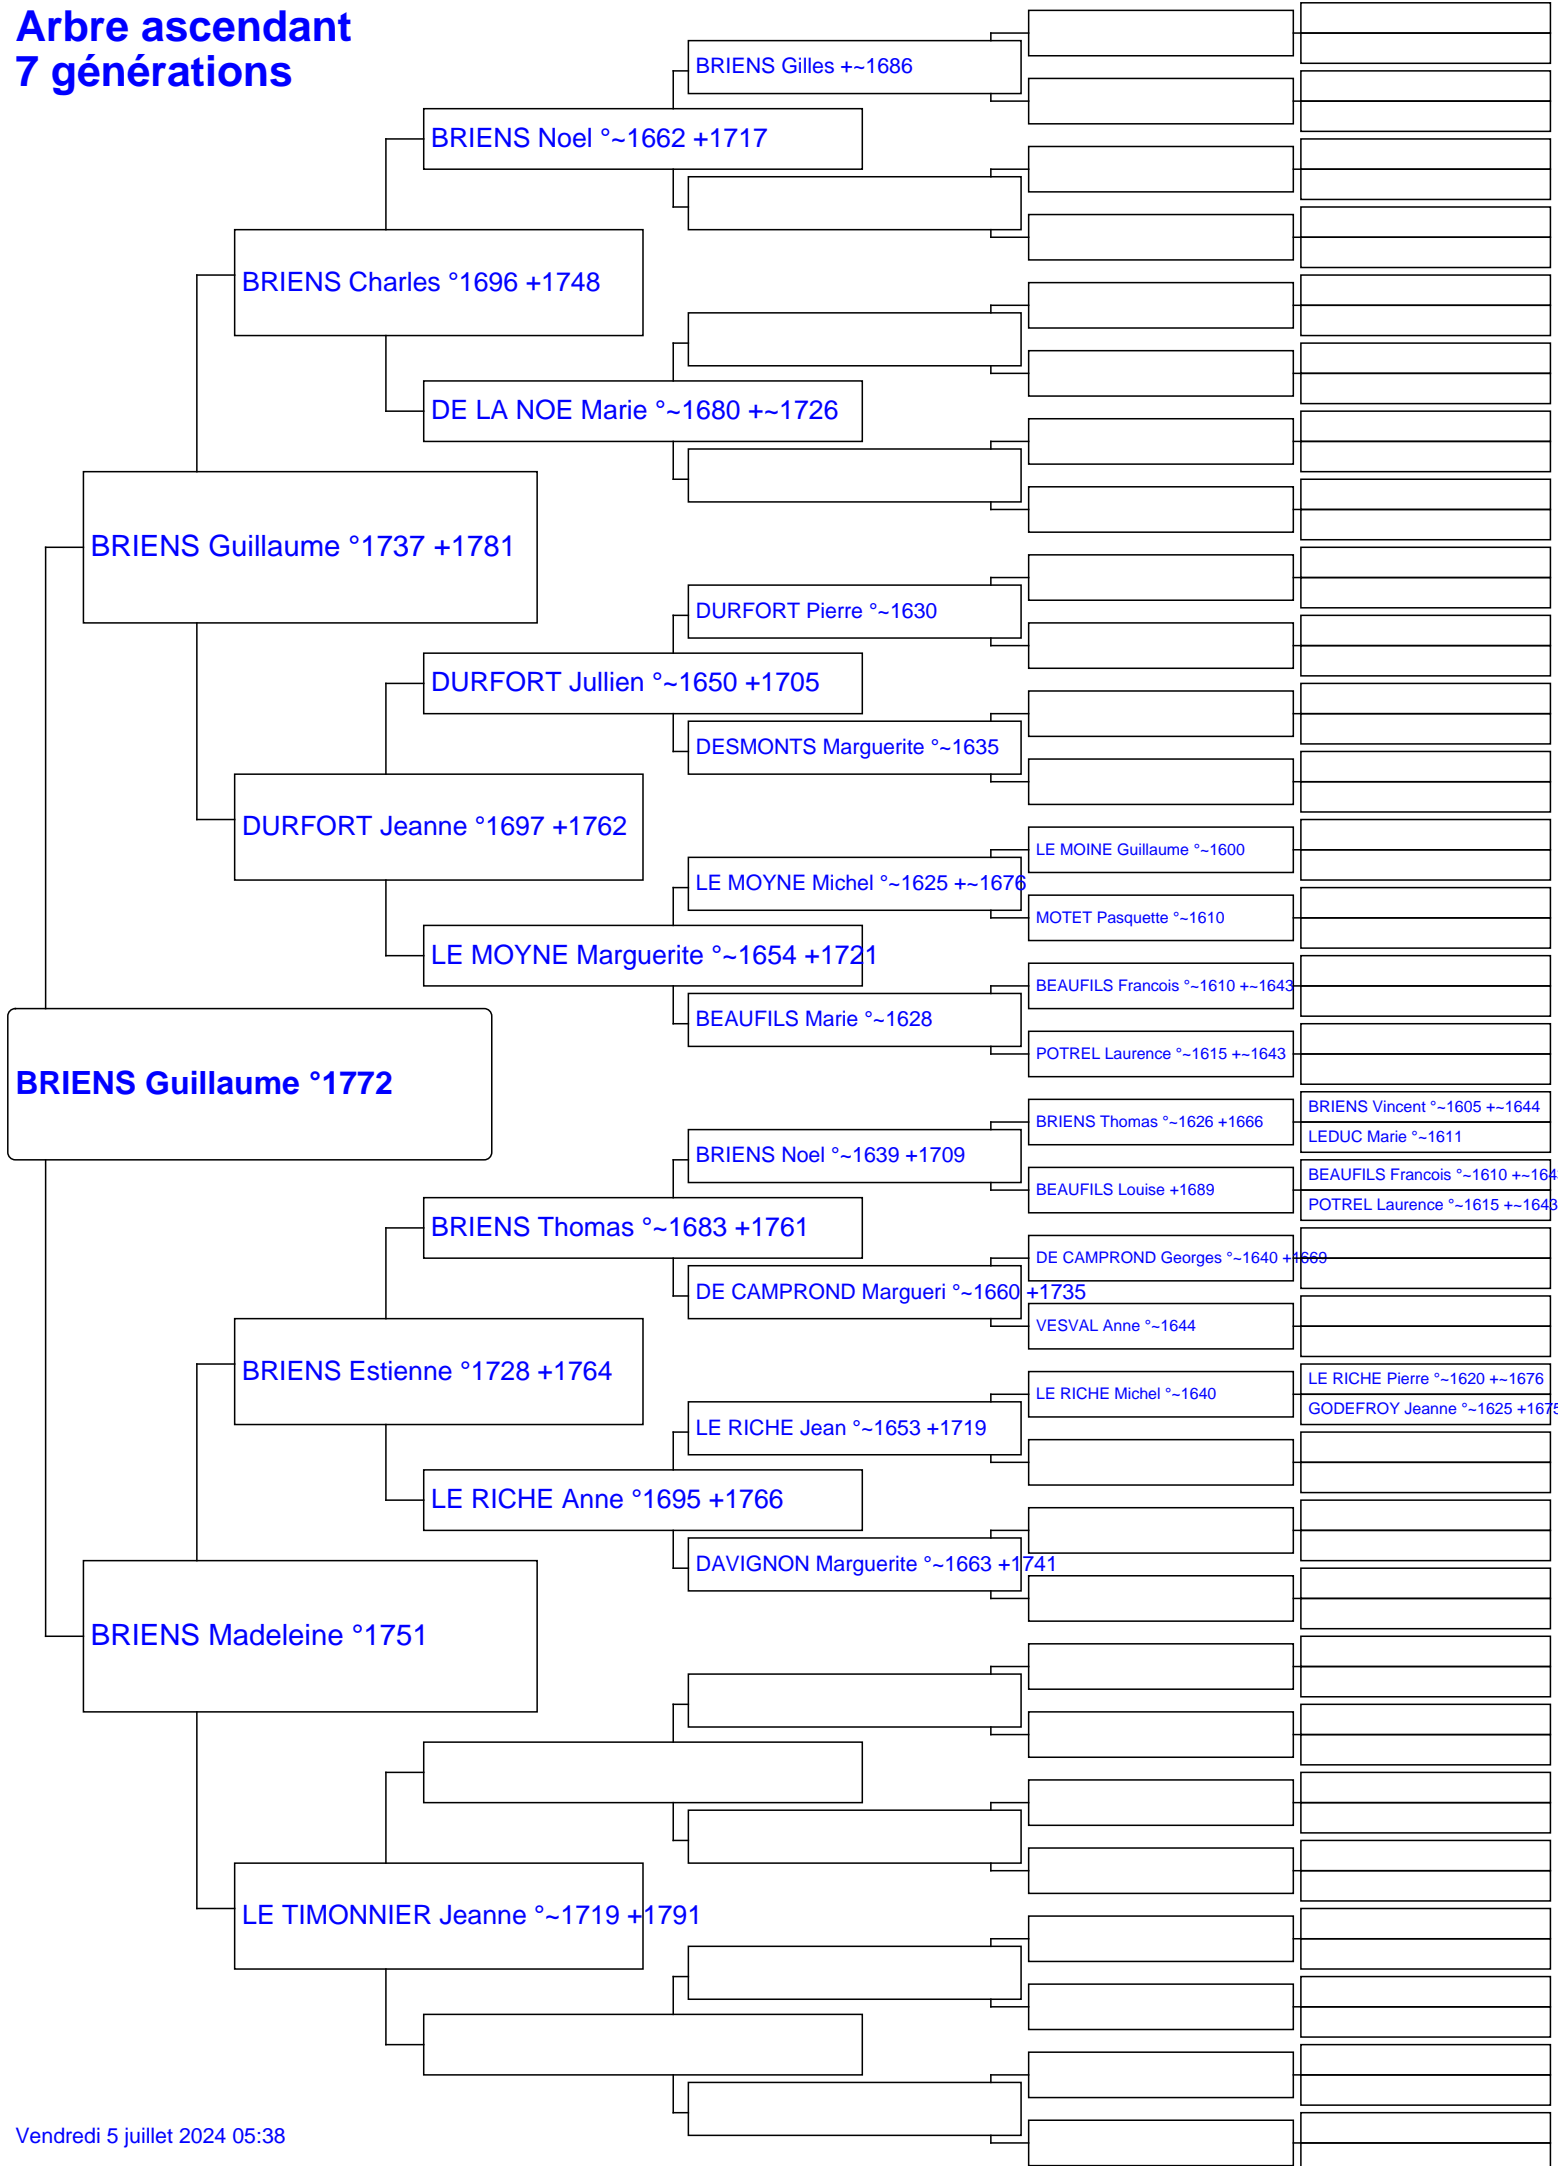 Arbre ascendant
7 générations
BRIENS Gilles +~1686
BRIENS Noel °~1662 +1717
BRIENS Charles °1696 +1748
DE LA NOE Marie °~1680 +~1726
BRIENS Guillaume °1737 +1781
DURFORT Pierre °~1630
DURFORT Jullien °~1650 +1705
DESMONTS Marguerite °~1635
DURFORT Jeanne °1697 +1762
LE MOINE Guillaume °~1600
LE MOYNE Michel °~1625 +~1676
MOTET Pasquette °~1610
LE MOYNE Marguerite °~1654 +1721
BEAUFILS Francois °~1610 +~1643
BEAUFILS Marie °~1628
POTREL Laurence °~1615 +~1643
BRIENS Guillaume °1772
BRIENS Vincent °~1605 +~1644
BRIENS Thomas °~1626 +1666
LEDUC Marie °~1611
BRIENS Noel °~1639 +1709
BEAUFILS Francois °~1610 +~164
BEAUFILS Louise +1689
POTREL Laurence °~1615 +~1643
BRIENS Thomas °~1683 +1761
DE CAMPROND Georges °~1640 +1669
DE CAMPROND Margueri °~1660 +1735
VESVAL Anne °~1644
BRIENS Estienne °1728 +1764
LE RICHE Pierre °~1620 +~1676
LE RICHE Michel °~1640
GODEFROY Jeanne °~1625 +1675
LE RICHE Jean °~1653 +1719
LE RICHE Anne °1695 +1766
DAVIGNON Marguerite °~1663 +1741
BRIENS Madeleine °1751
LE TIMONNIER Jeanne °~1719 +1791
Vendredi 5 juillet 2024 05:38